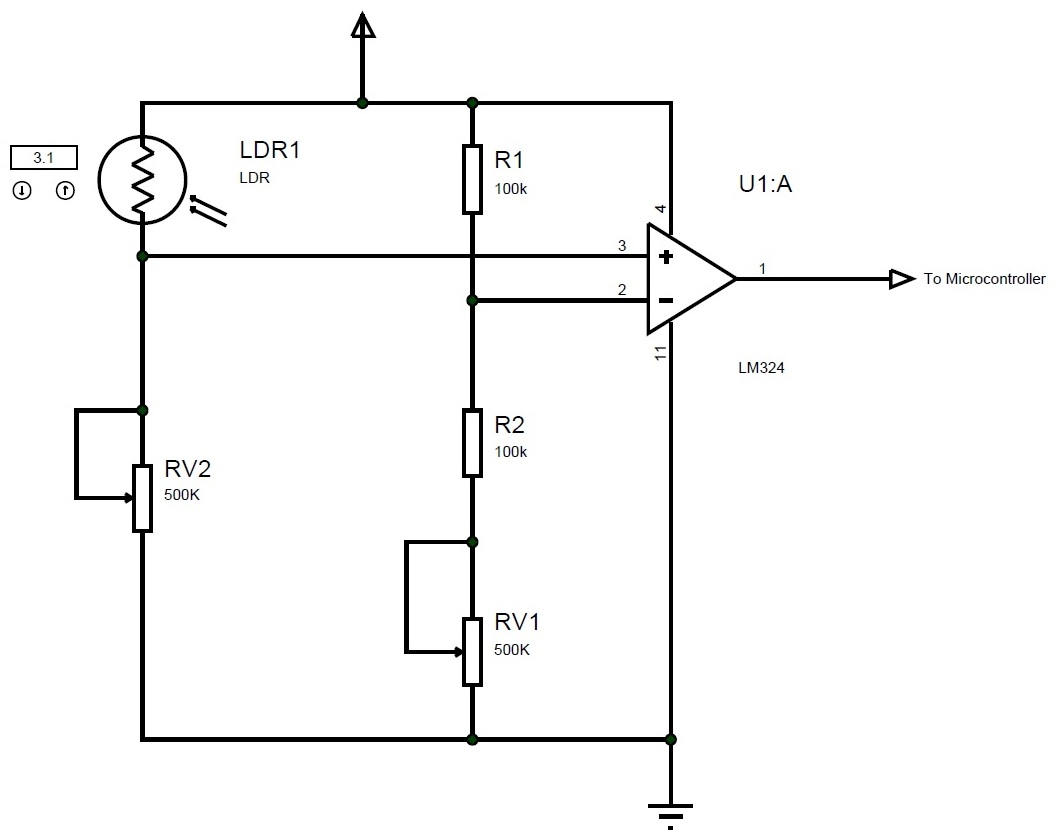 3.1
LDR1
LDR
R1
100k
U1:A
4
3
+
1
To Microcontroller
2
−
11
LM324
R2
100k
RV2
500K
RV1
500K